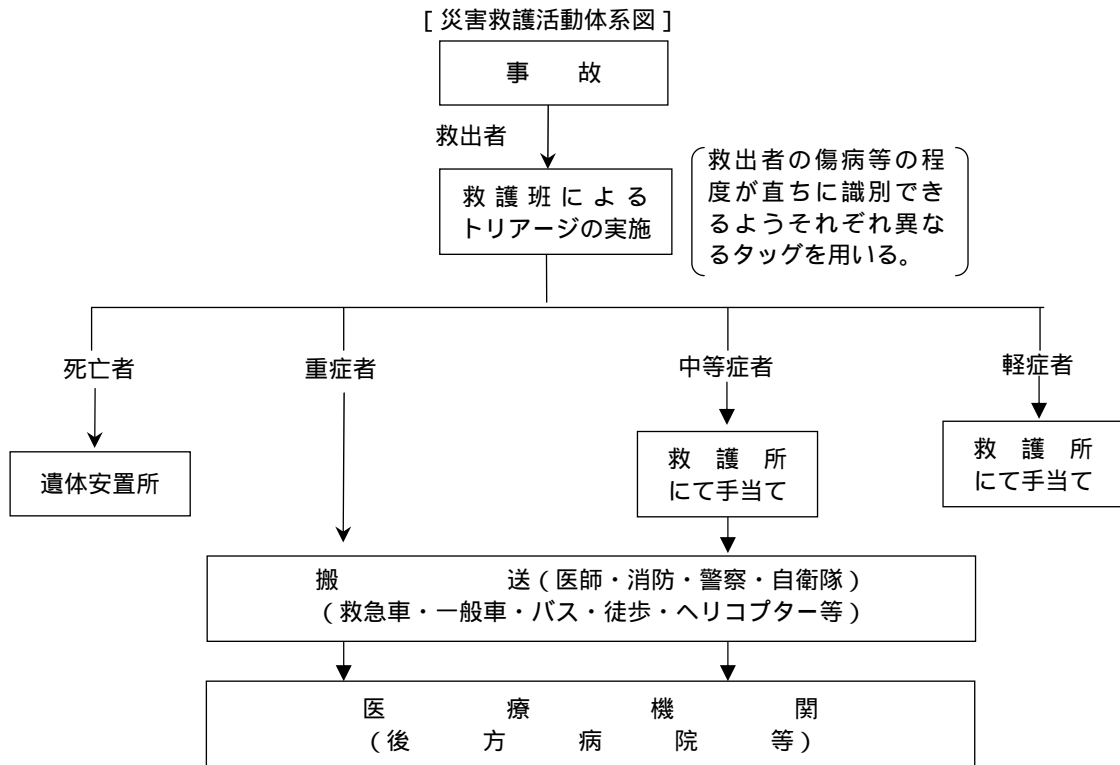 [ 災害救護活動体系図 ]
事　　故
救出者
救護班による
トリアージの実施
救出者の傷病等の程
度が直ちに識別でき
るようそれぞれ異な
るタッグを用いる。
死亡者
重症者
中等症者
軽症者
遺体安置所
救　護　所
にて手当て
救　護　所
にて手当て
搬　　　　　送（医師・消防・警察・自衛隊）
（救急車・一般車・バス・徒歩・ヘリコプター等）
医　　　療　　　機　　　関
（後　　方　　病　　院　　等）